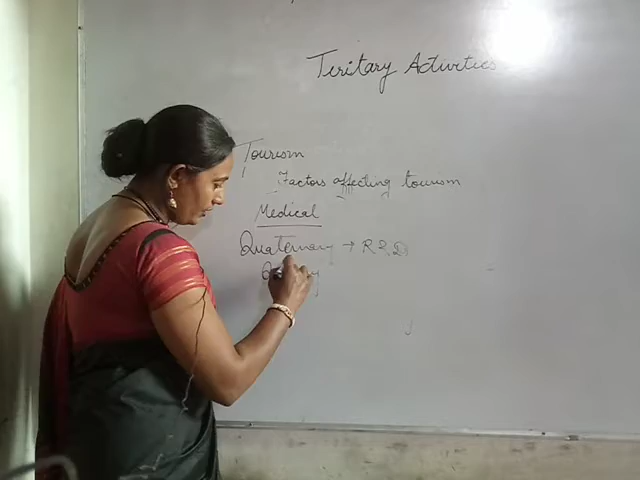 Teritary Activities
Tourism
Factors affecting tourism
Medical
Quaternary → R & D